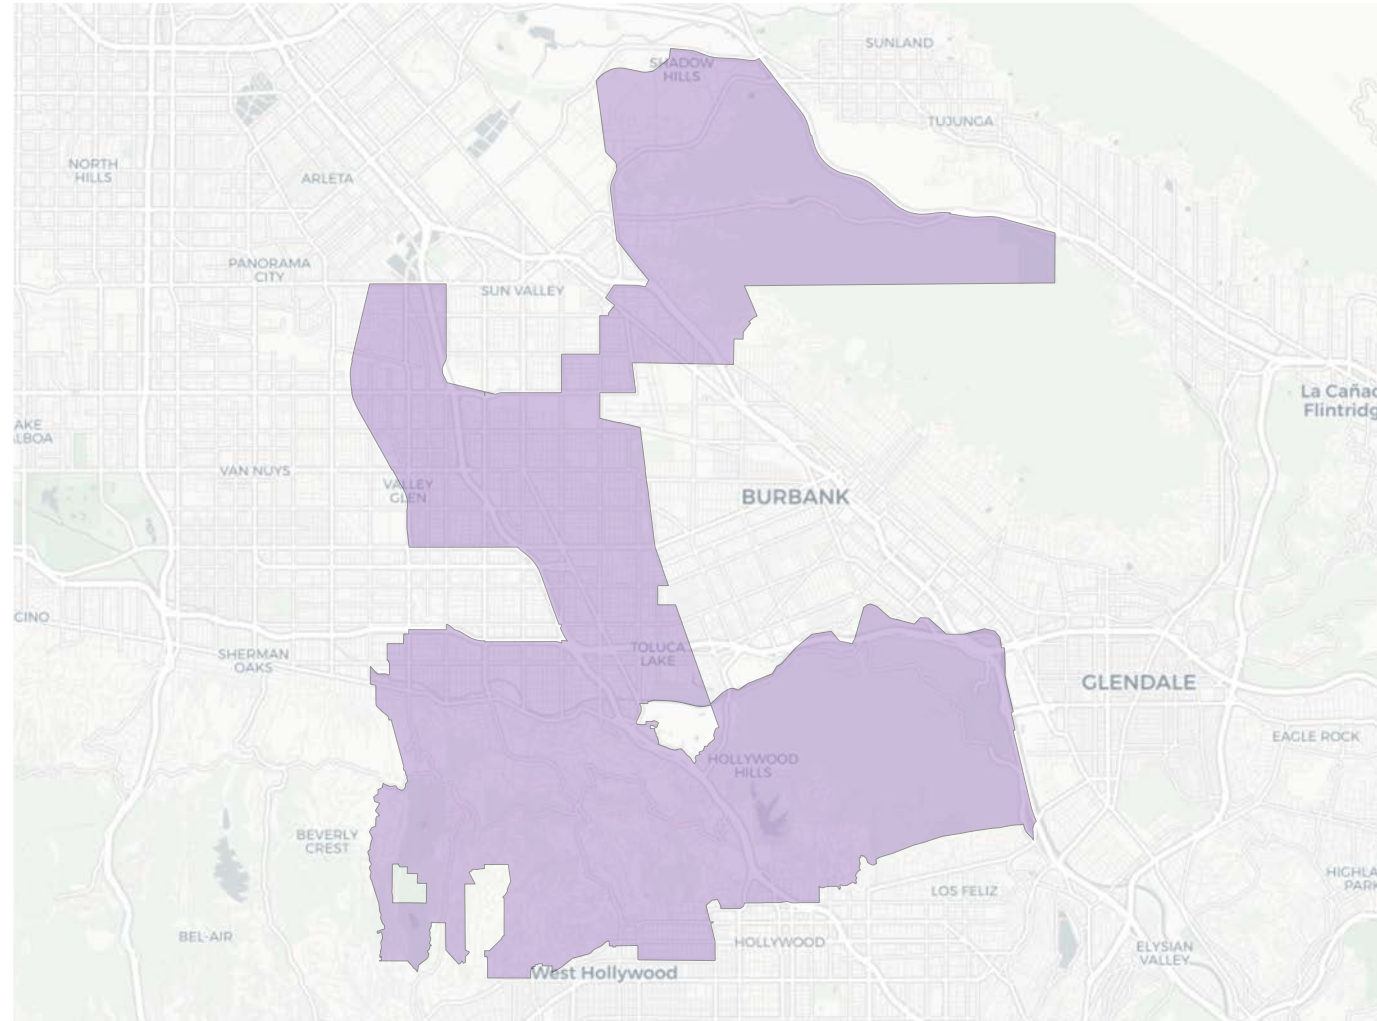 SUNLAND
SHADOW
HILLS
TUJUNGA
NORTH
HILLS
ARLETA
PANORAMA
CITY
SUN VALLEY
La Cañad
Flintridg
AKE
LBOA
VAN NUYS
VALLEY
GLEN
BURBANK
CINO
SHERMAN
OAKS
TOLUCA
LAKE
GLENDALE
EAGLE ROCK
HOLLYWOOD
HILLS
BEVERLY
CREST
HIGHLA
PARK
LOS FELIZ
BEL-AIR
HOLLYWOOD
ELYSIAN
VALLEY
West Hollywood